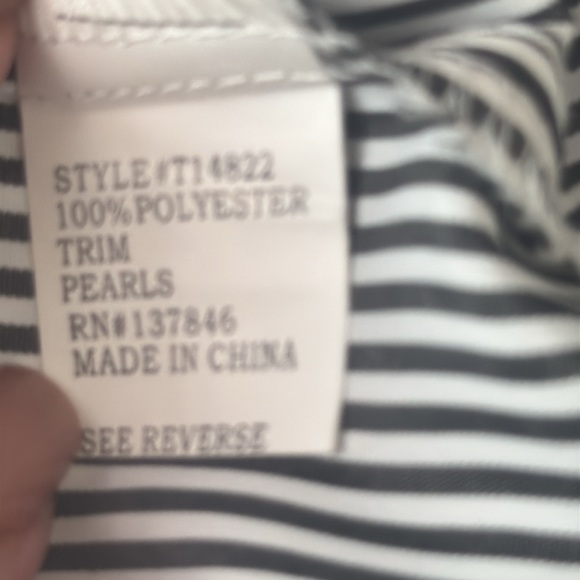 STYLE#T14822
100%POLYESTER
TRIM
PEARLS
RN#137846
MADE IN CHINA
SEE REVERSE